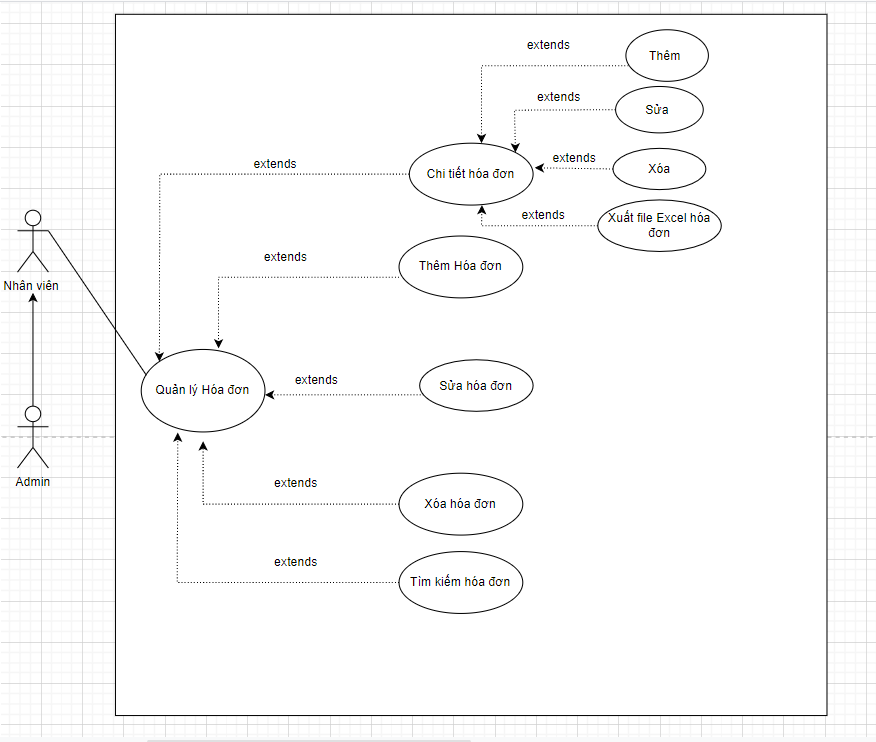 extends
Thêm
extends
Sửa
extends
Xóa
extends
Chi tiết hóa đơn
extends
Xuất file Excel hóa
đơn
extends
Thêm Hóa đơn
Nhân viên
extends
Sửa hóa đơn
Quản lý Hóa đơn
Admin
extends
Xóa hóa đơn
extends
Tìm kiếm hóa đơn